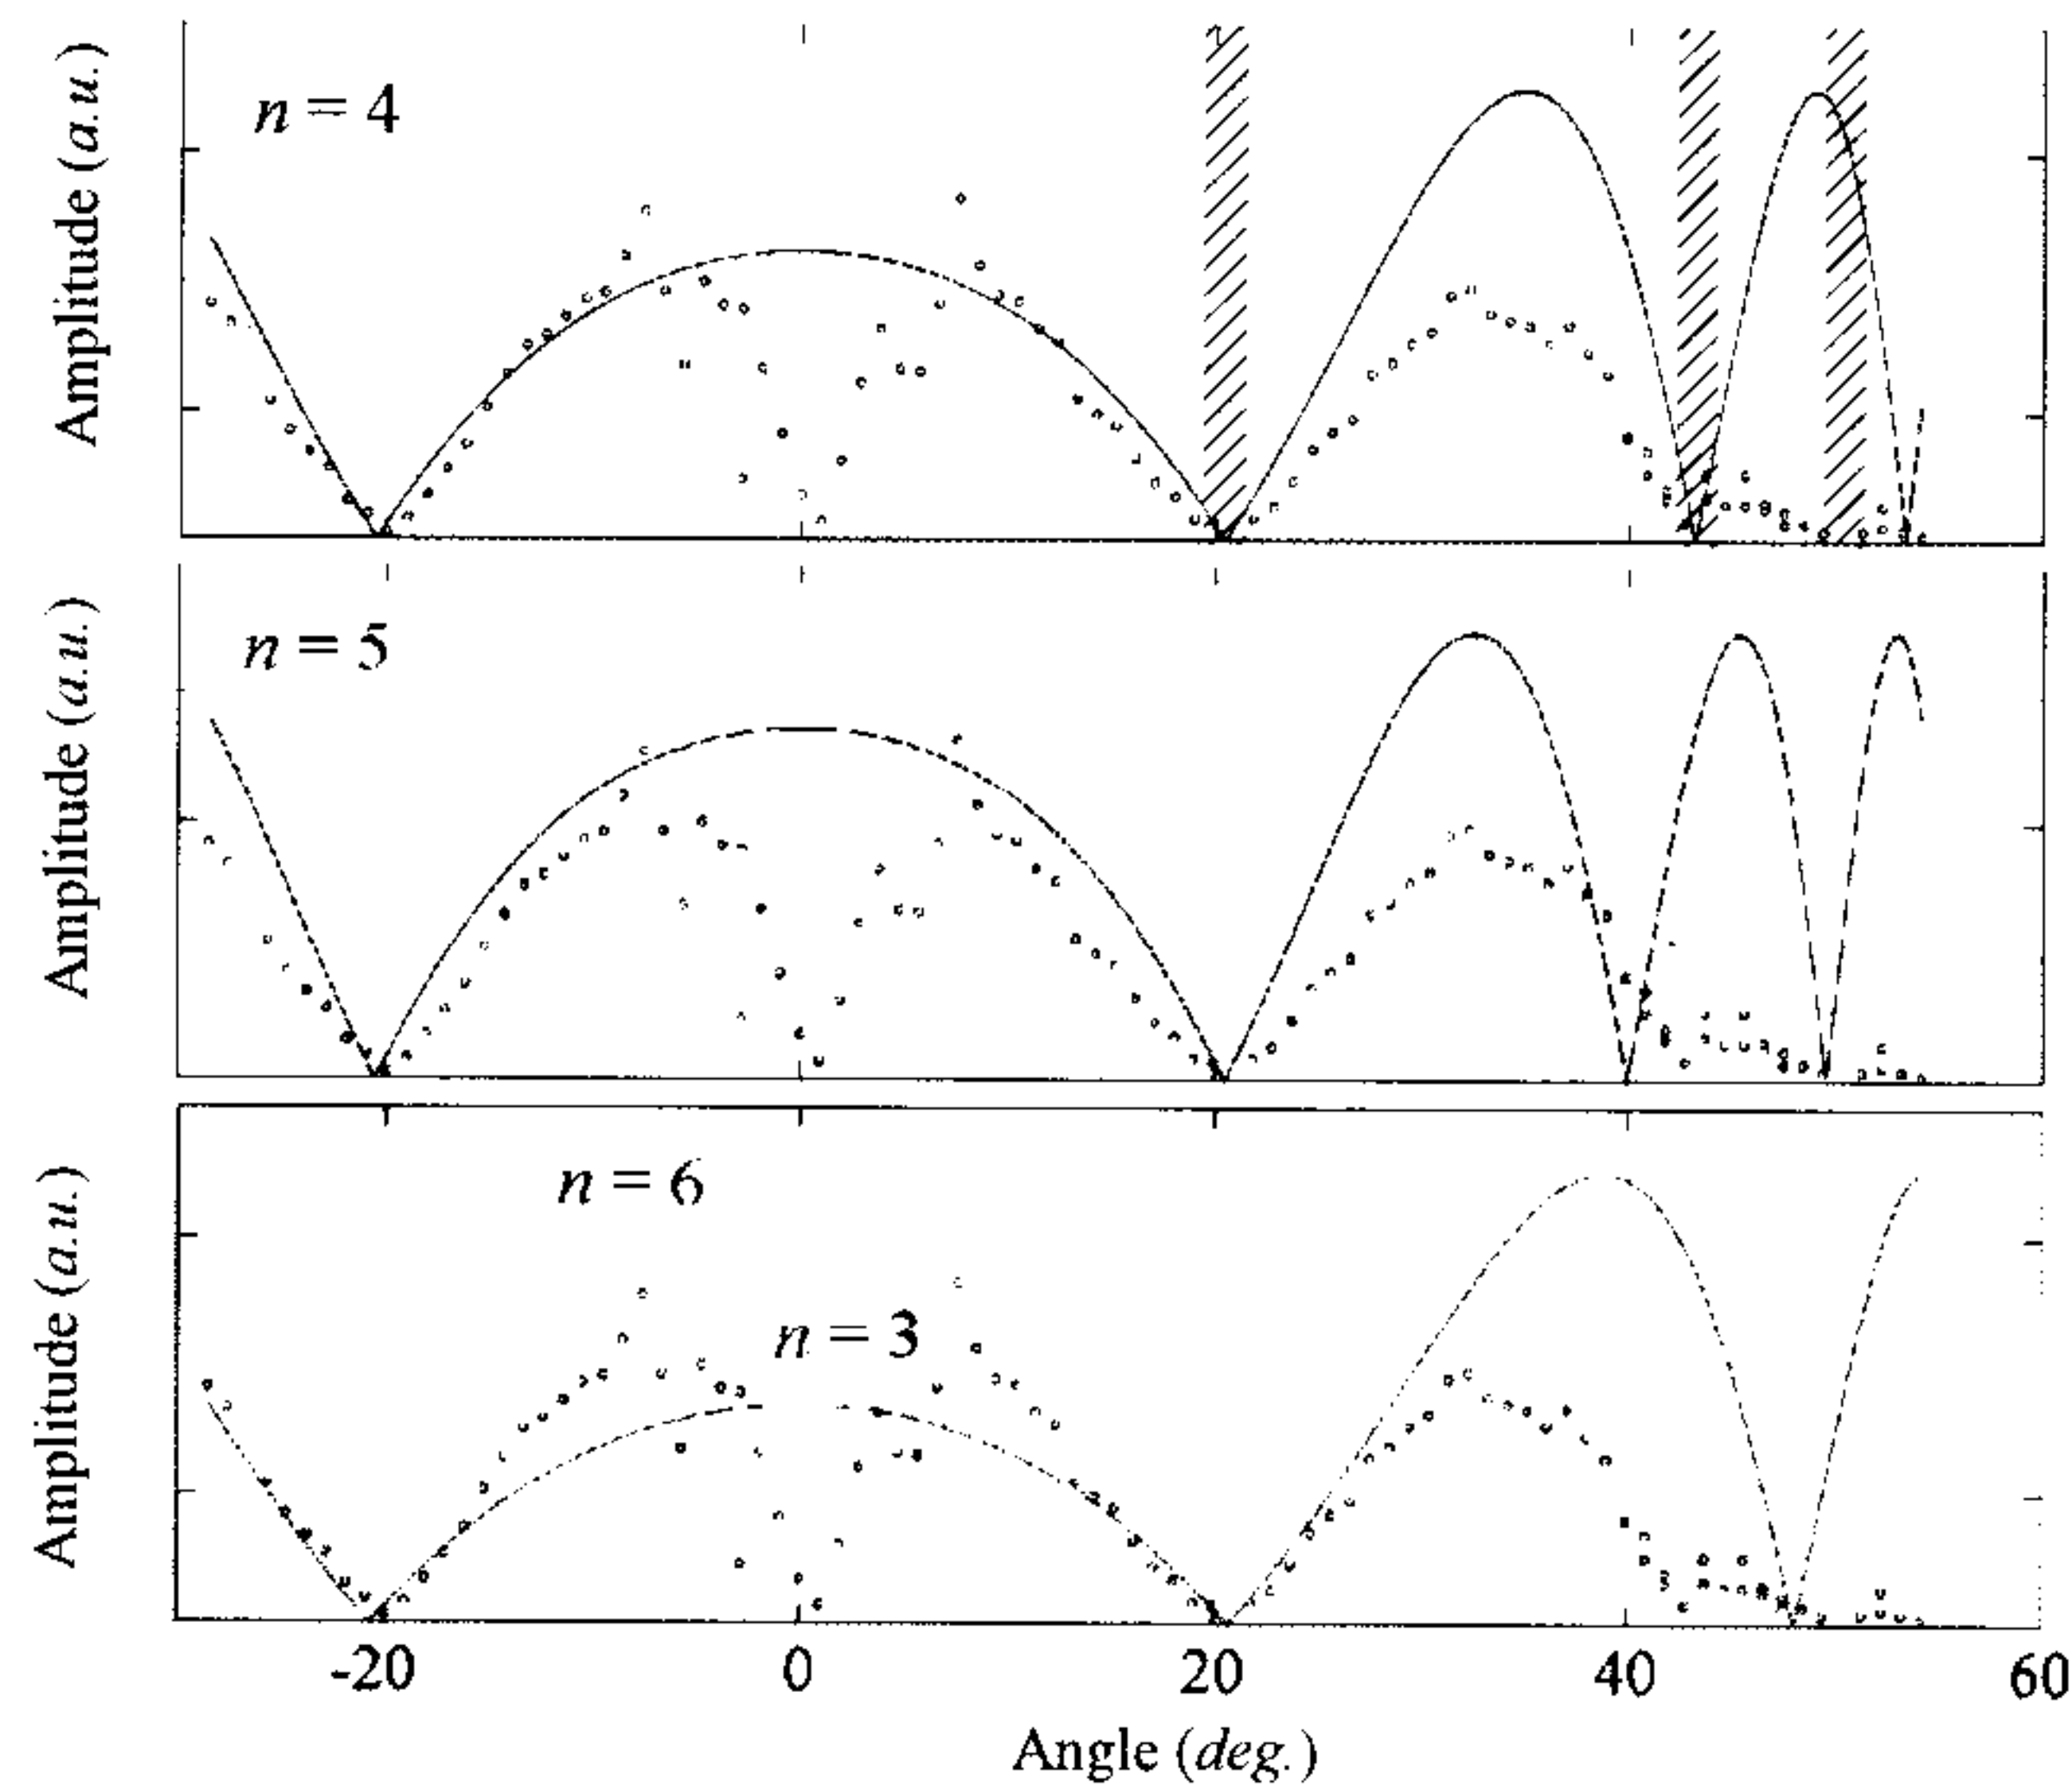 Amplitude (a.u.)
n = 4
Amplitude (a.u.)
n = 5
Amplitude (a.u.)
n = 6
n = 3
-20 0 20 40 60
Angle (deg.)